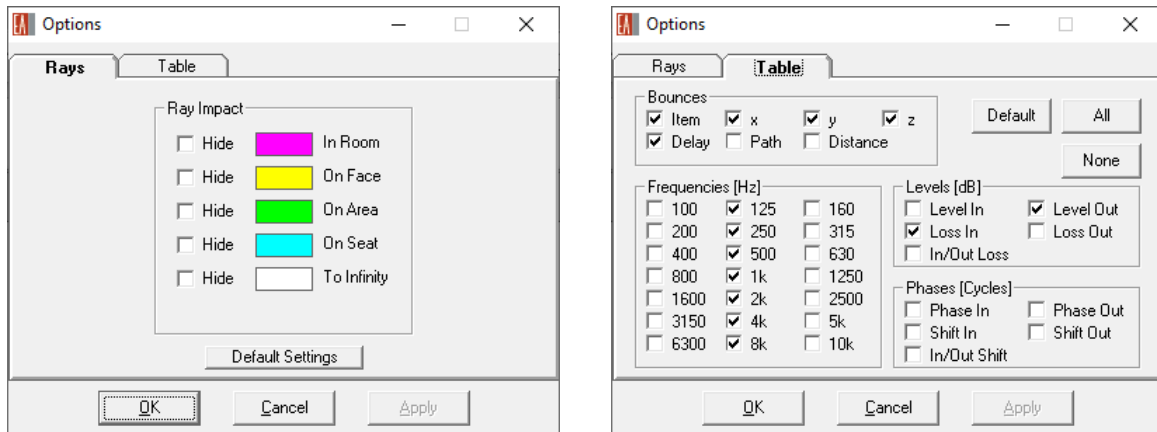 EA Options
Rays Table
Ray Impact
Hide In Room
Hide On Face
Hide On Area
Hide On Seat
Hide To Infinity
Default Settings
OK Cancel Apply
EA Options
Rays Table
Bounces
Item x y z
Delay Path Distance
Default All
None
Frequencies [Hz]
100 125 160
200 250 315
400 500 630
800 1k 1250
1600 2k 2500
3150 4k 5k
6300 8k 10k
Levels [dB]
Level In Level Out
Loss In Loss Out
In/Out Loss
Phases [Cycles]
Phase In Phase Out
Shift In Shift Out
In/Out Shift
OK Cancel Apply